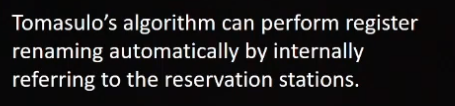 Tomasulo’s algorithm can perform register
renaming automatically by internally
referring to the reservation stations.